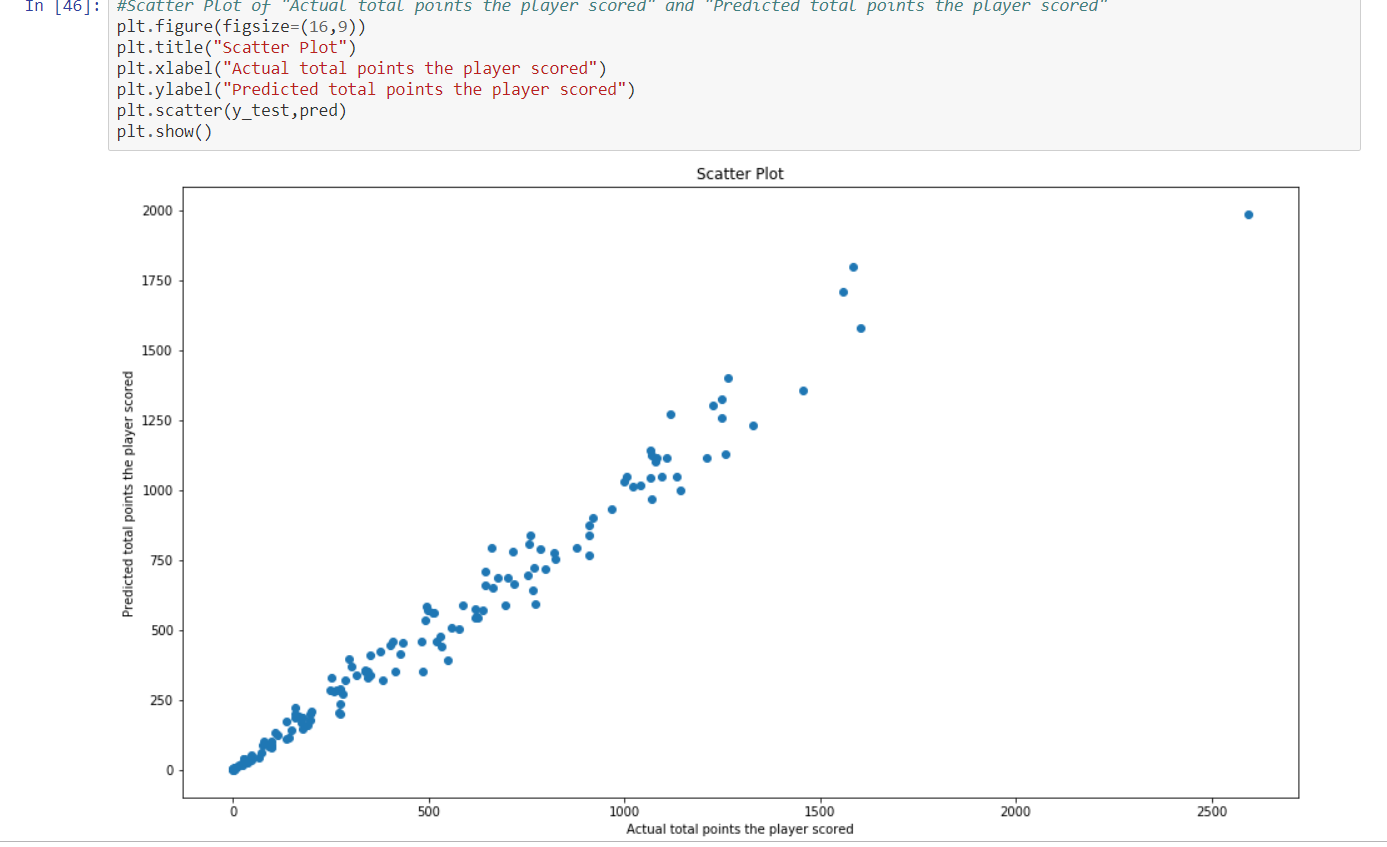 In [46]: #Scatter Plot of "Actual total points the player scored" and "Predicted total points the player scored"
plt.figure(figsize=(16,9))
plt.title("Scatter Plot")
plt.xlabel("Actual total points the player scored")
plt.ylabel("Predicted total points the player scored")
plt.scatter(y_test,pred)
plt.show()
Scatter Plot
2000
1750
1500
1250
1000
750
500
250
0
Predicted total points the player scored
0 500 1000 1500 2000 2500
Actual total points the player scored